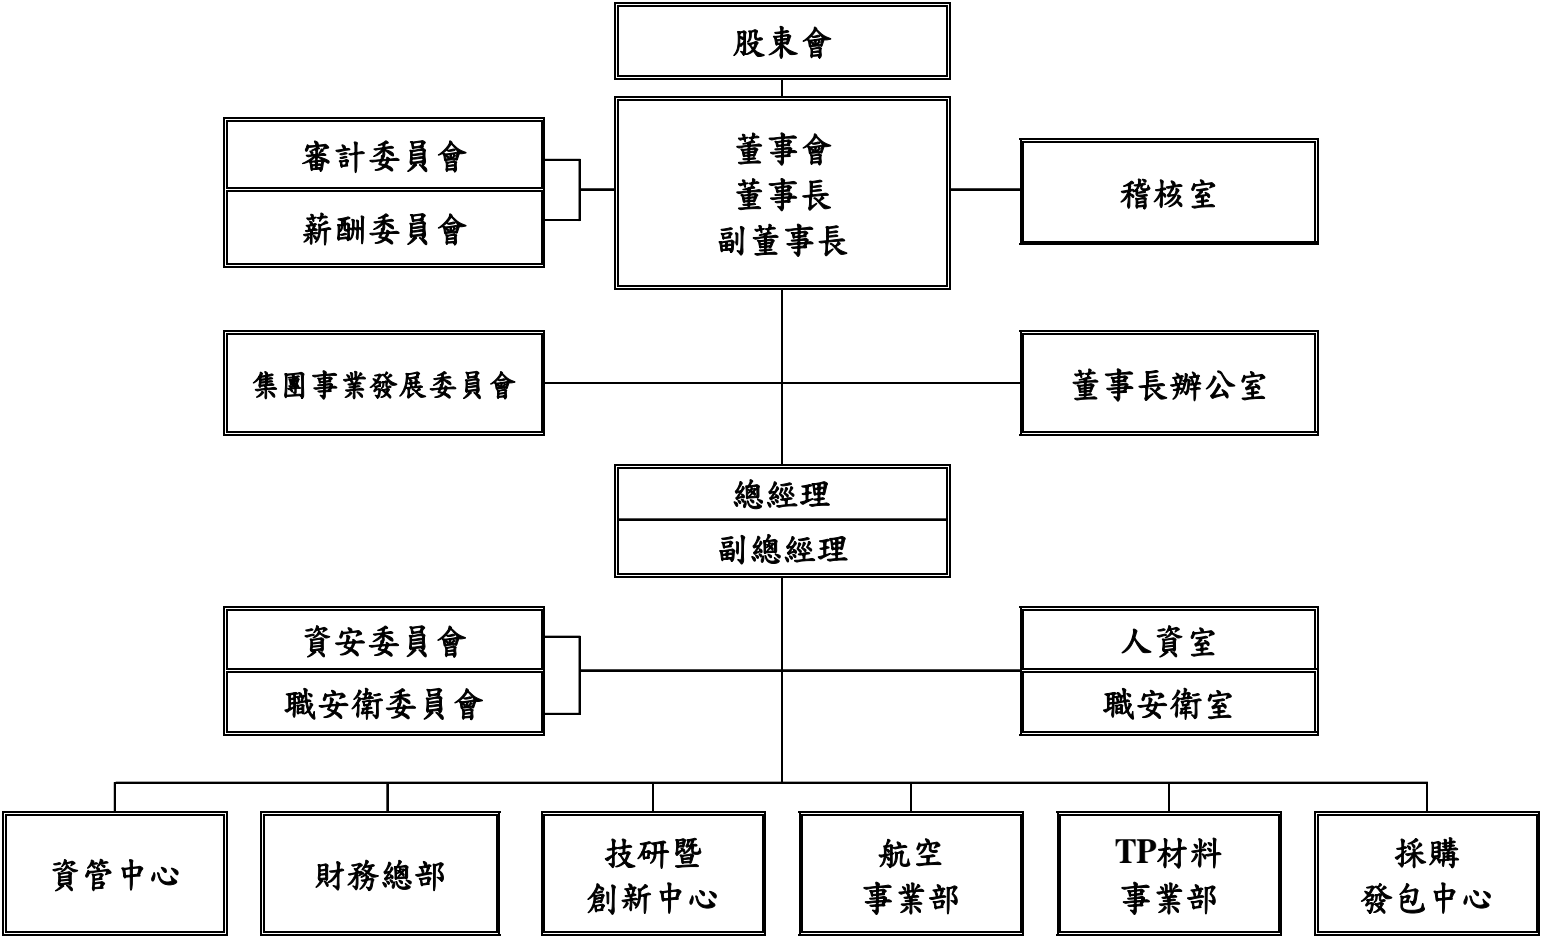 股東會
審計委員會
薪酬委員會
董事會
董事長
副董事長
稽核室
集團事業發展委員會
董事長辦公室
總經理
副總經理
資安委員會
職安衛委員會
人資室
職安衛室
資管中心
財務總部
技研暨
創新中心
航空
事業部
TP材料
事業部
採購
發包中心